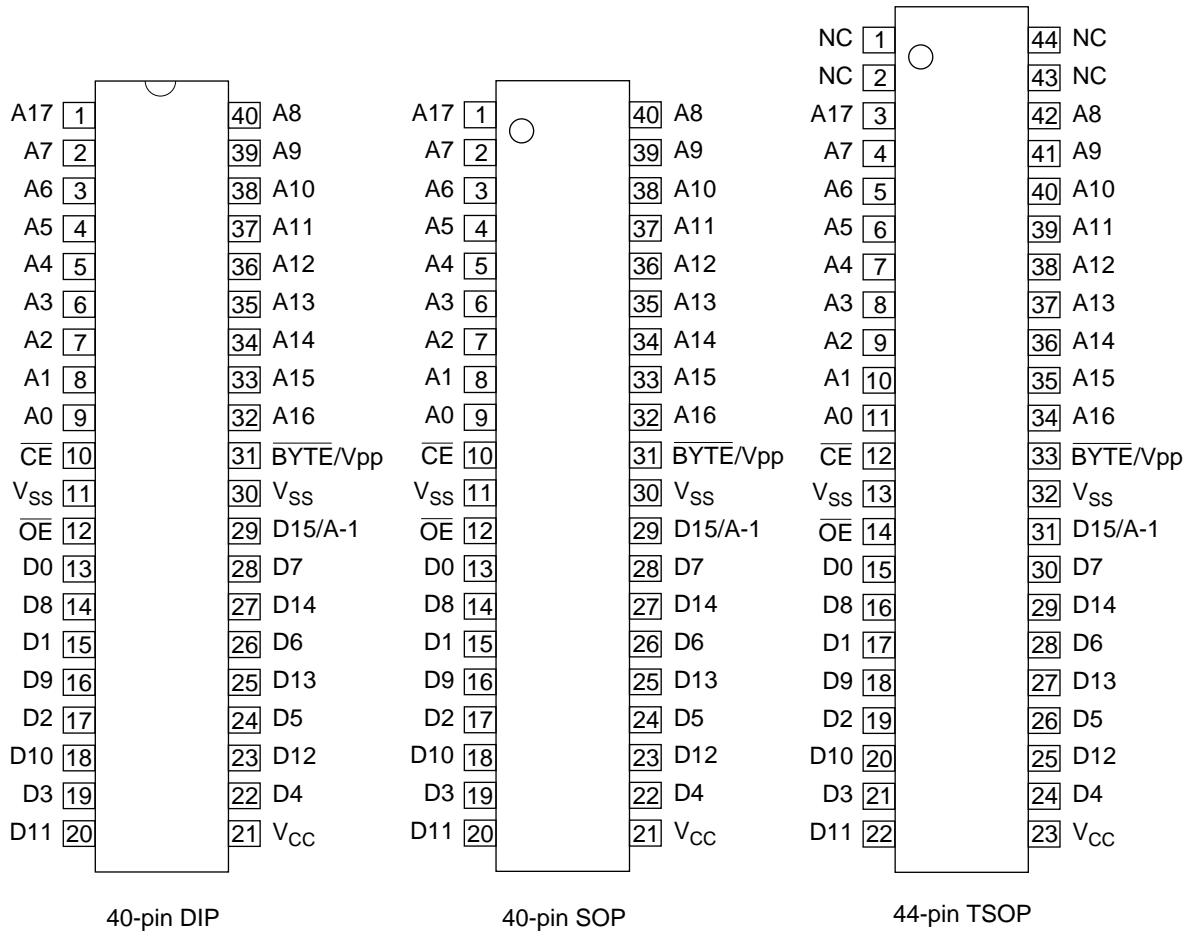 NC 1 44 NC
NC 2 43 NC
A17 1 40 A8 A17 1 40 A8 A17 3 42 A8
A7 2 39 A9 A7 2 39 A9 A7 4 41 A9
A6 3 38 A10 A6 3 38 A10 A6 5 40 A10
A5 4 37 A11 A5 4 37 A11 A5 6 39 A11
A4 5 36 A12 A4 5 36 A12 A4 7 38 A12
A3 6 35 A13 A3 6 35 A13 A3 8 37 A13
A2 7 34 A14 A2 7 34 A14 A2 9 36 A14
A1 8 33 A15 A1 8 33 A15 A1 10 35 A15
A0 9 32 A16 A0 9 32 A16 A0 11 34 A16
C̅E̅ 10 31 B̅Y̅T̅E̅/Vpp C̅E̅ 10 31 B̅Y̅T̅E̅/Vpp C̅E̅ 12 33 B̅Y̅T̅E̅/Vpp
VSS 11 30 VSS VSS 11 30 VSS VSS 13 32 VSS
O̅E̅ 12 29 D15/A-1 O̅E̅ 12 29 D15/A-1 O̅E̅ 14 31 D15/A-1
D0 13 28 D7 D0 13 28 D7 D0 15 30 D7
D8 14 27 D14 D8 14 27 D14 D8 16 29 D14
D1 15 26 D6 D1 15 26 D6 D1 17 28 D6
D9 16 25 D13 D9 16 25 D13 D9 18 27 D13
D2 17 24 D5 D2 17 24 D5 D2 19 26 D5
D10 18 23 D12 D10 18 23 D12 D10 20 25 D12
D3 19 22 D4 D3 19 22 D4 D3 21 24 D4
D11 20 21 VCC D11 20 21 VCC D11 22 23 VCC
40-pin DIP 40-pin SOP 44-pin TSOP